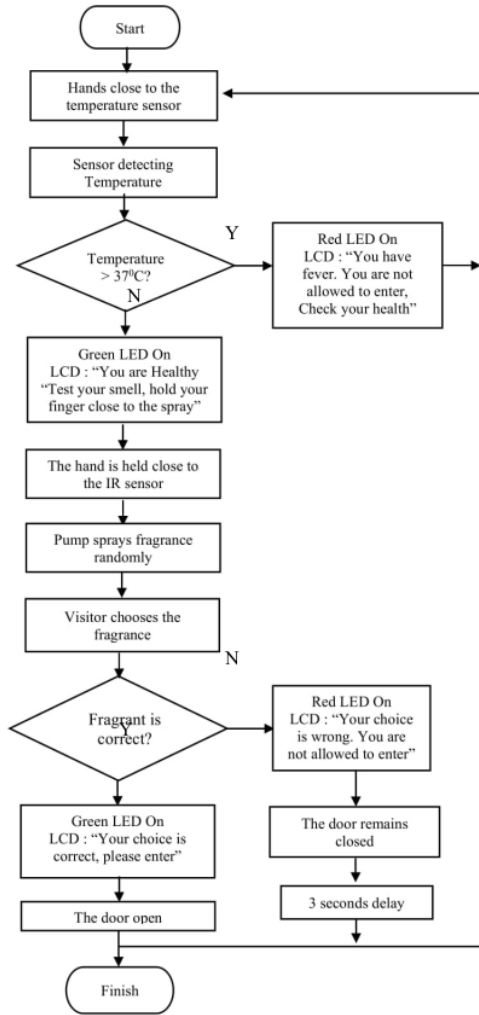 Start
Hands close to the
temperature sensor
Sensor detecting
Temperature
Y
Temperature
> 37⁰C?
N
Red LED On
LCD : “You have
fever. You are not
allowed to enter,
Check your health”
Green LED On
LCD : “You are Healthy
“Test your smell, hold your
finger close to the spray”
The hand is held close to
the IR sensor
Pump sprays fragrance
randomly
Visitor chooses the
fragrance
N
Fragrant is
Y
correct?
Red LED On
LCD : “Your choice
is wrong. You are
not allowed to enter”
Green LED On
LCD : “Your choice is
correct, please enter”
The door remains
closed
The door open
3 seconds delay
Finish